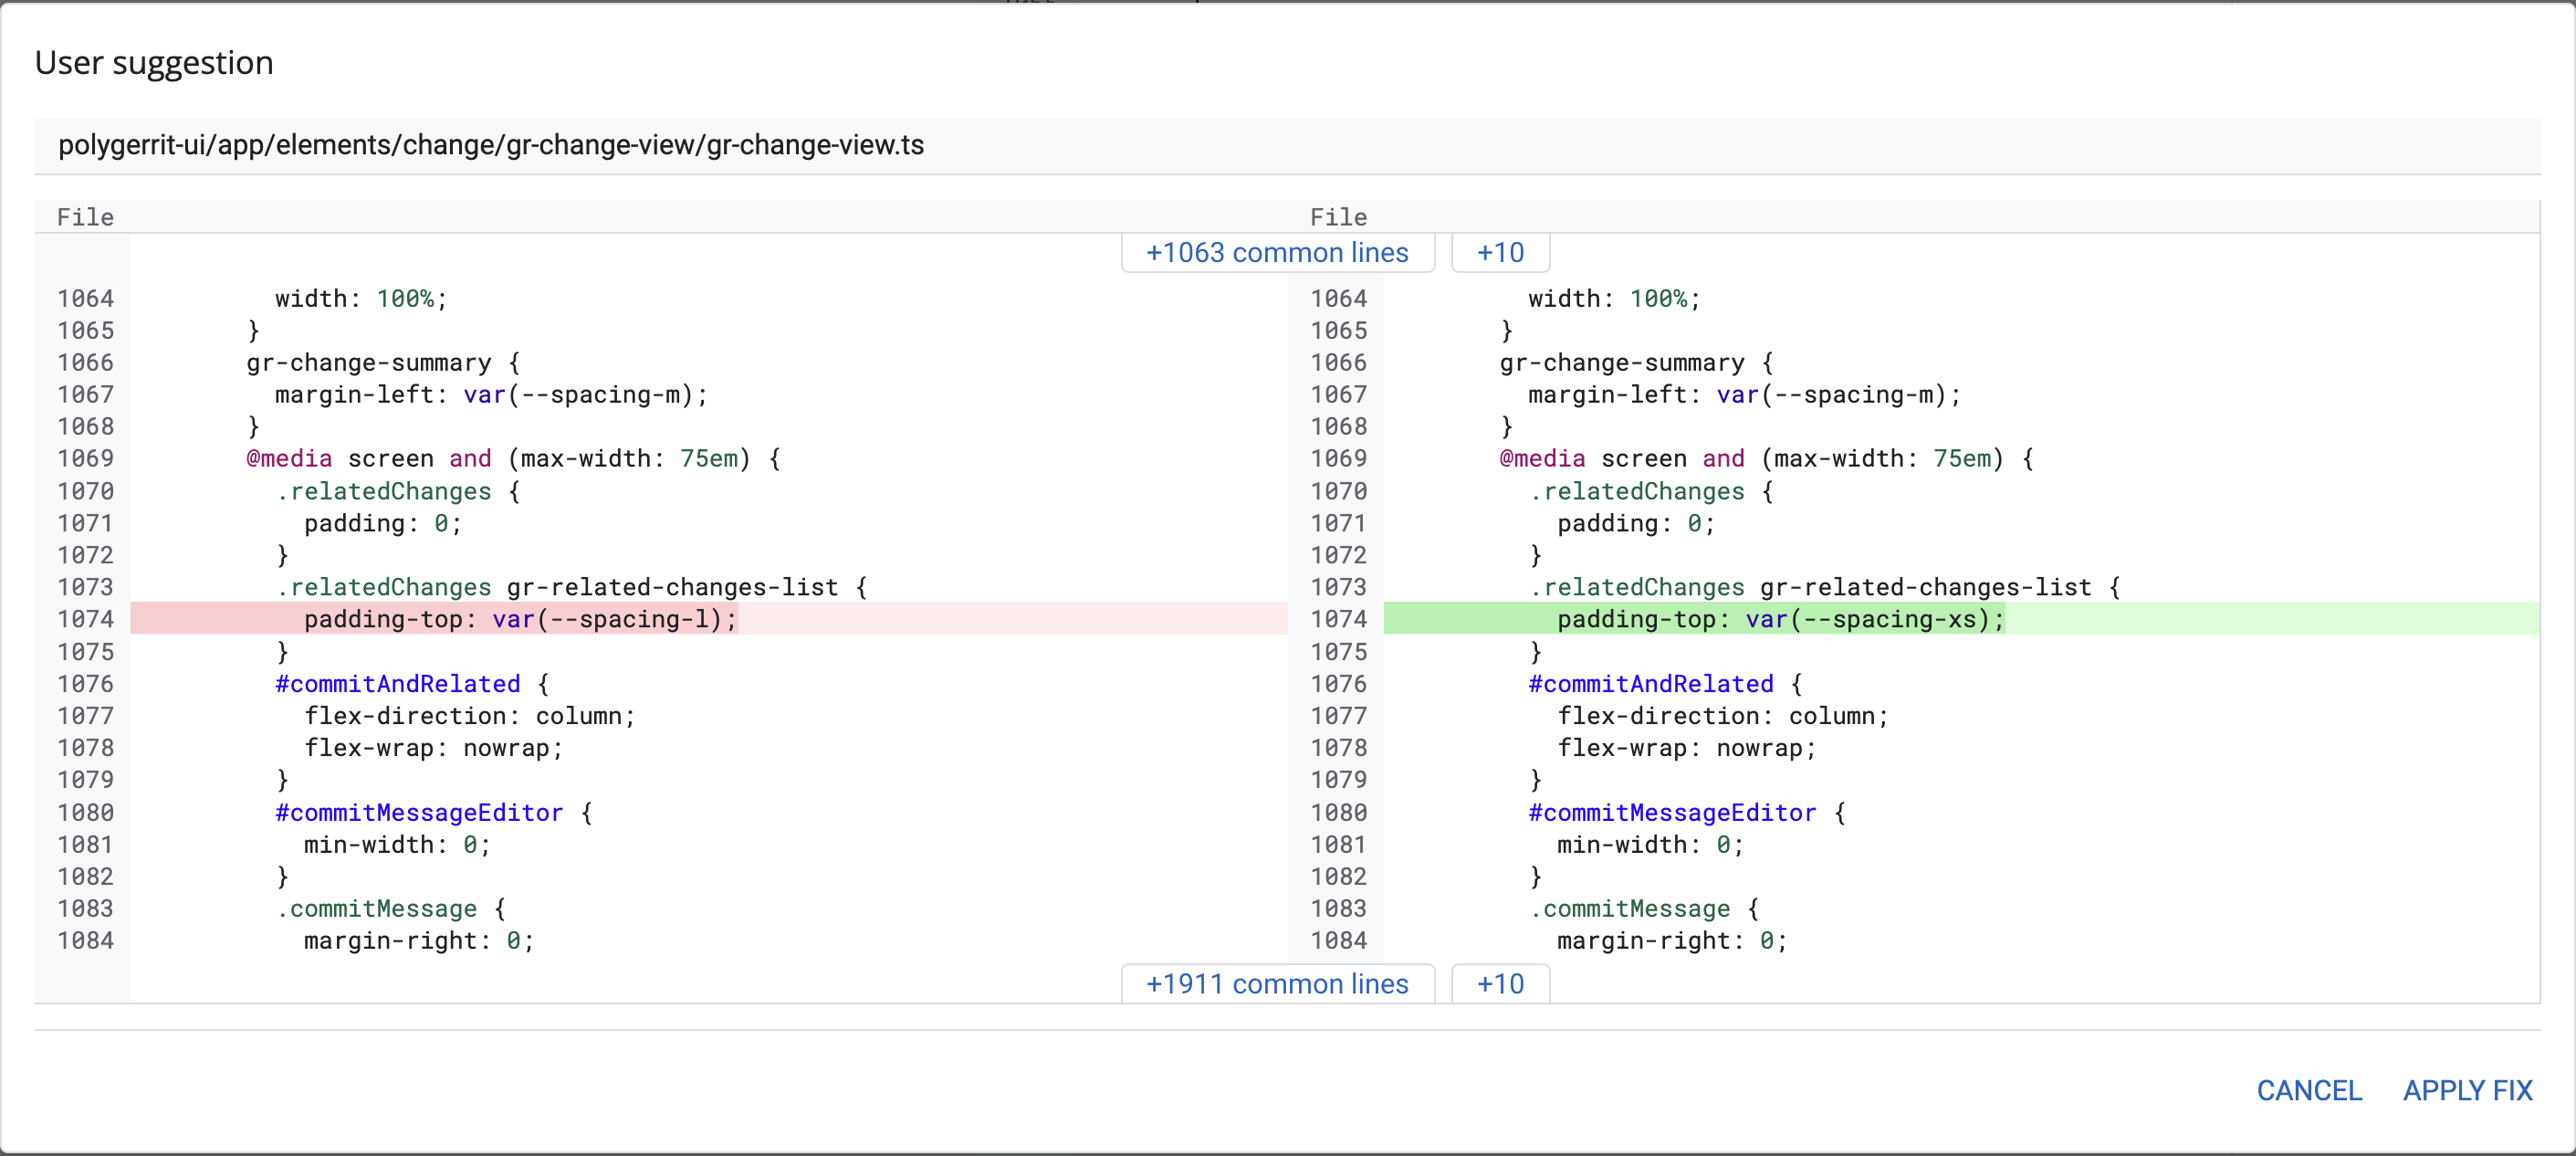 User suggestion
polygerrit-ui/app/elements/change/gr-change-view/gr-change-view.ts
File File
+1063 common lines +10
1064 width: 100%; 1064 width: 100%;
1065 } 1065 }
1066 gr-change-summary { 1066 gr-change-summary {
1067 margin-left: var(--spacing-m); 1067 margin-left: var(--spacing-m);
1068 } 1068 }
1069 @media screen and (max-width: 75em) { 1069 @media screen and (max-width: 75em) {
1070 .relatedChanges { 1070 .relatedChanges {
1071 padding: 0; 1071 padding: 0;
1072 } 1072 }
1073 .relatedChanges gr-related-changes-list { 1073 .relatedChanges gr-related-changes-list {
1074 padding-top: var(--spacing-l); 1074 padding-top: var(--spacing-xs);
1075 } 1075 }
1076 #commitAndRelated { 1076 #commitAndRelated {
1077 flex-direction: column; 1077 flex-direction: column;
1078 flex-wrap: nowrap; 1078 flex-wrap: nowrap;
1079 } 1079 }
1080 #commitMessageEditor { 1080 #commitMessageEditor {
1081 min-width: 0; 1081 min-width: 0;
1082 } 1082 }
1083 .commitMessage { 1083 .commitMessage {
1084 margin-right: 0; 1084 margin-right: 0;
+1911 common lines +10
CANCEL APPLY FIX